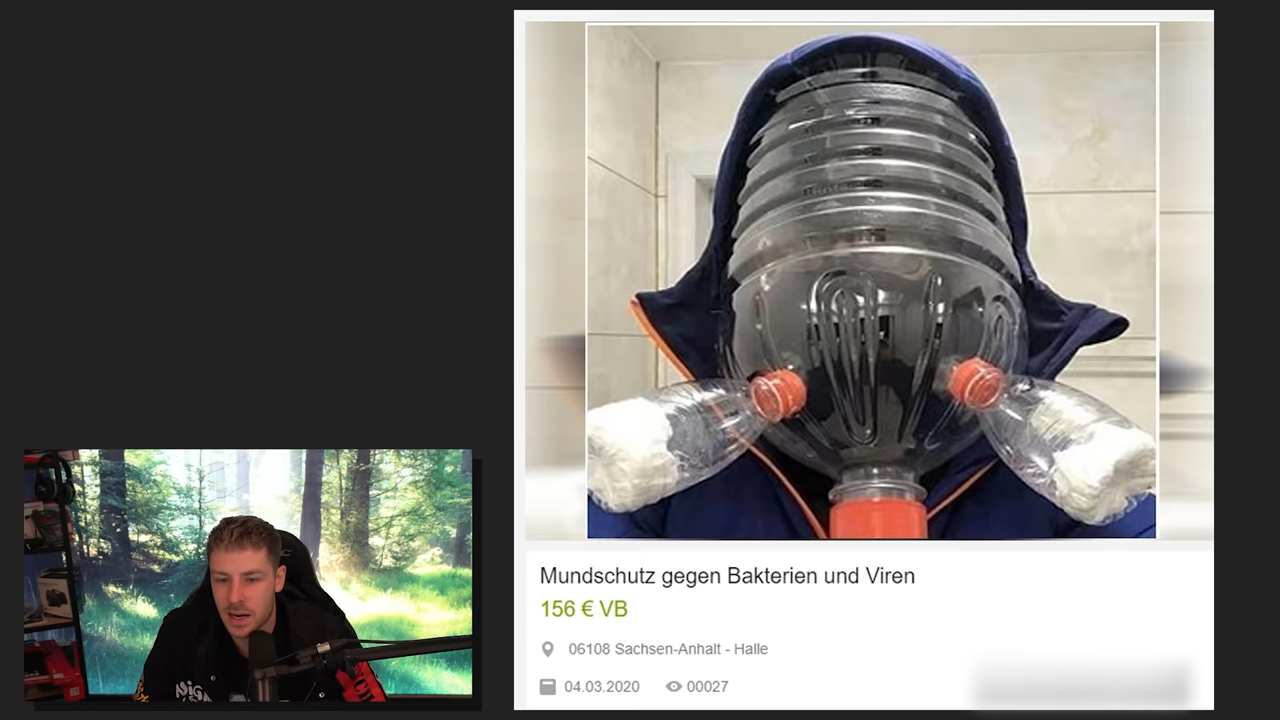 Mundschutz gegen Bakterien und Viren
156 € VB
06108 Sachsen-Anhalt - Halle
04.03.2020 00027